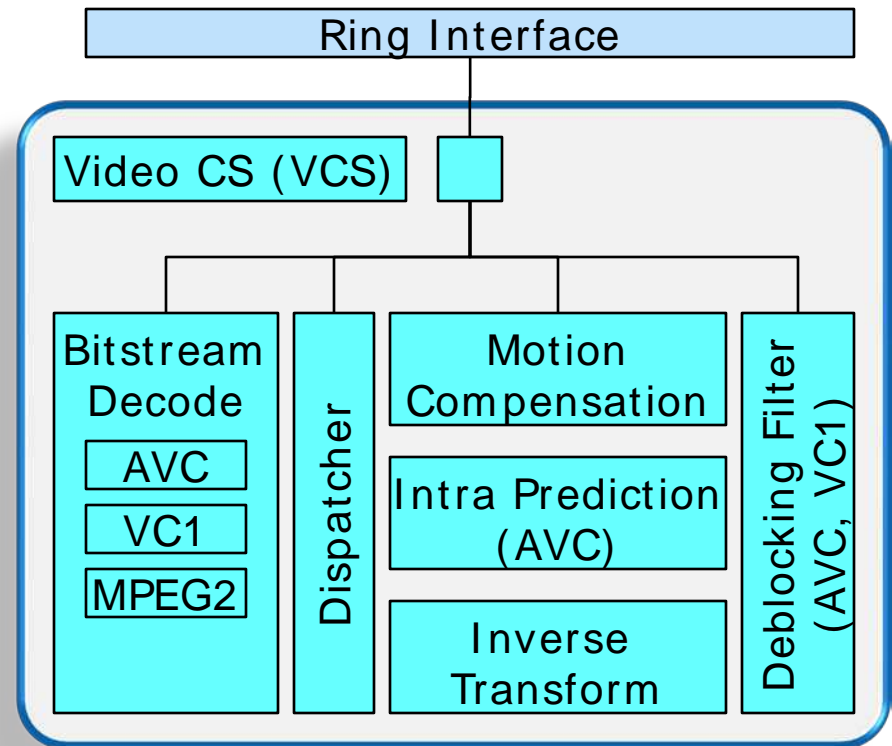 Ring Interface
Video CS (VCS)
Bitstream
Decode
AVC
VC1
MPEG2
Dispatcher
Motion
Compensation
Intra Prediction
(AVC)
Inverse
Transform
Deblocking Filter
(AVC, VC1)